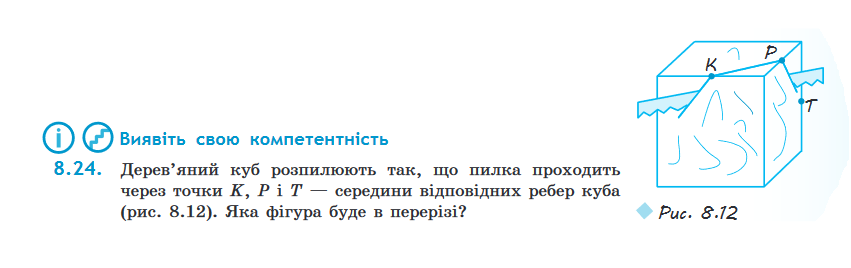 Виявіть свою компетентність
8.24. Дерев’яний куб розпилюють так, що пилка проходить
через точки K, P і T — середини відповідних ребер куба
(рис. 8.12). Яка фігура буде в перерізі?
K
P
T
Рис. 8.12